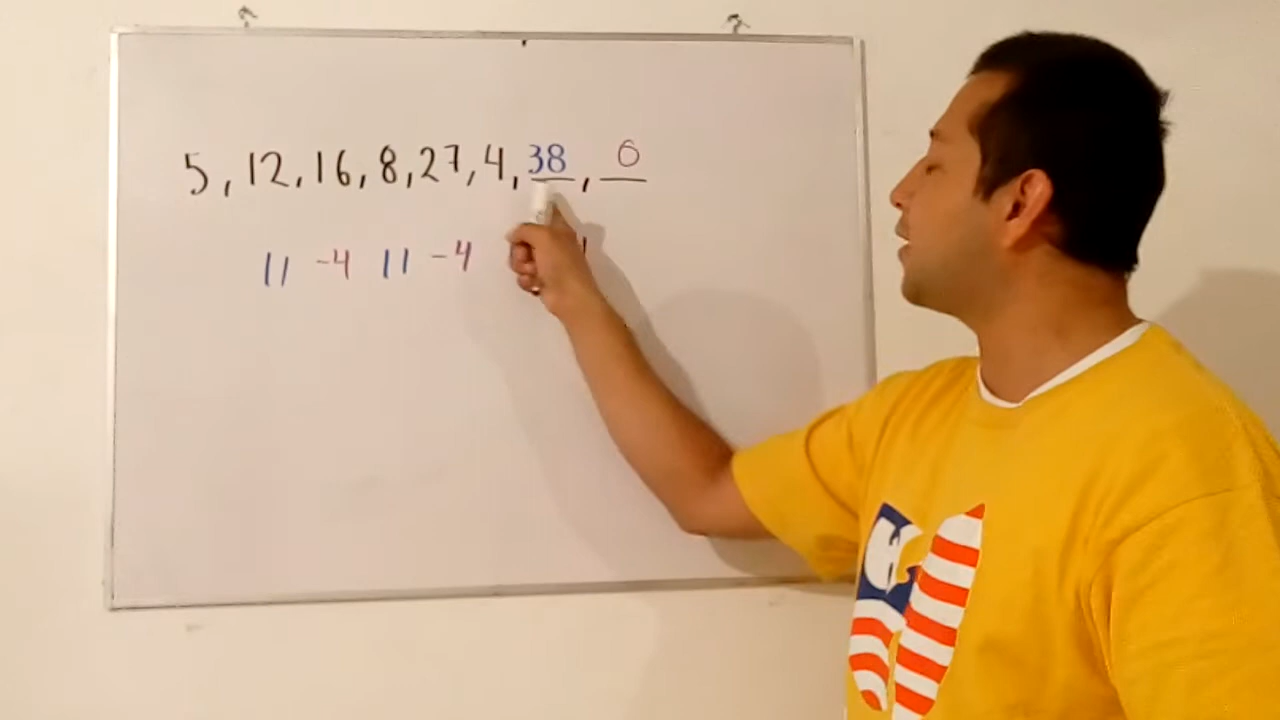 5, 12, 16, 8, 27, 4, 38, 0
11 -4 11 -4